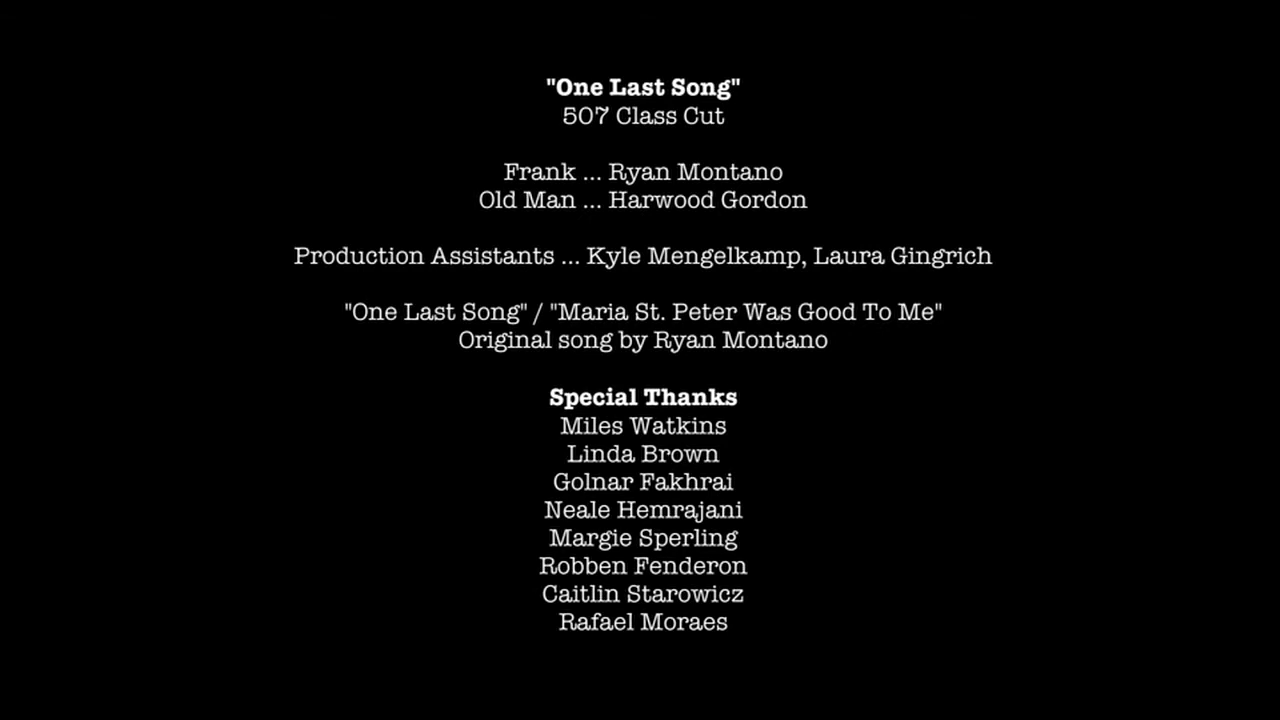 "One Last Song"
507 Class Cut
Frank ... Ryan Montano
Old Man ... Harwood Gordon
Production Assistants ... Kyle Mengelkamp, Laura Gingrich
"One Last Song" / "Maria St. Peter Was Good To Me"
Original song by Ryan Montano
Special Thanks
Miles Watkins
Linda Brown
Golnar Fakhrai
Neale Hemrajani
Margie Sperling
Robben Fenderon
Caitlin Starowicz
Rafael Moraes